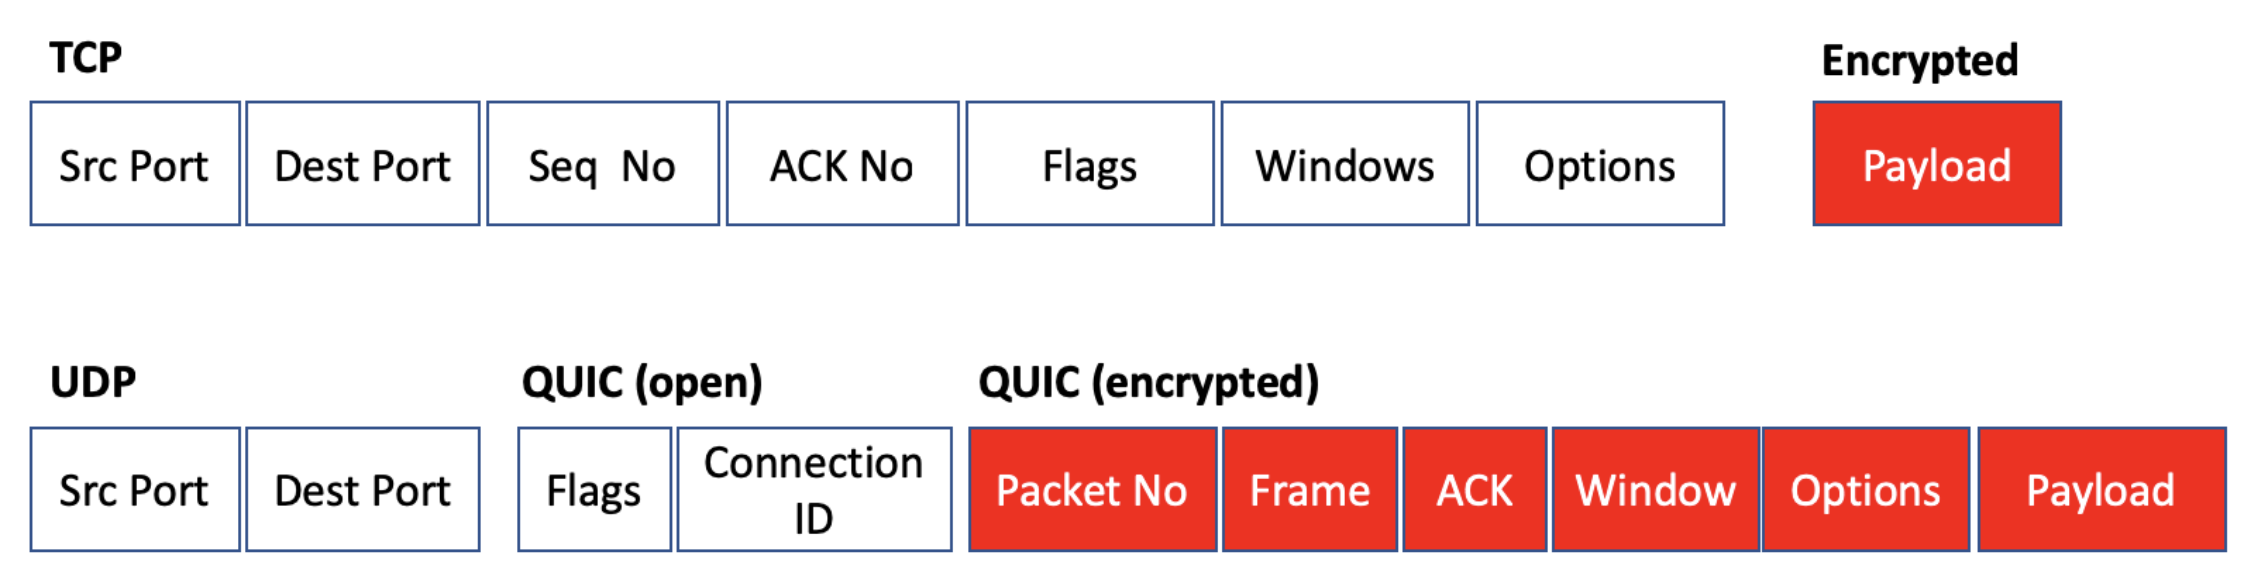 TCP
Encrypted
Src Port
Dest Port
Seq  No
ACK No
Flags
Windows
Options
Payload
UDP
QUIC (open)
QUIC (encrypted)
Src Port
Dest Port
Flags
Connection
ID
Packet No
Frame
ACK
Window
Options
Payload